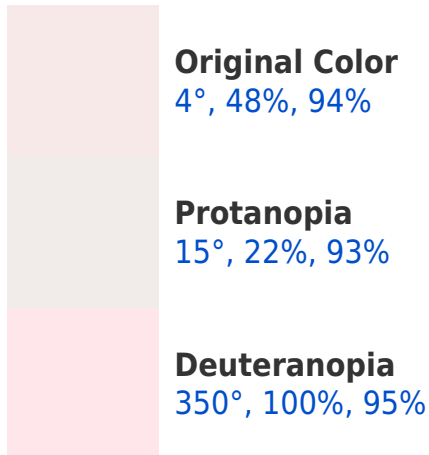 Original Color
4°, 48%, 94%
Protanopia
15°, 22%, 93%
Deuteranopia
350°, 100%, 95%